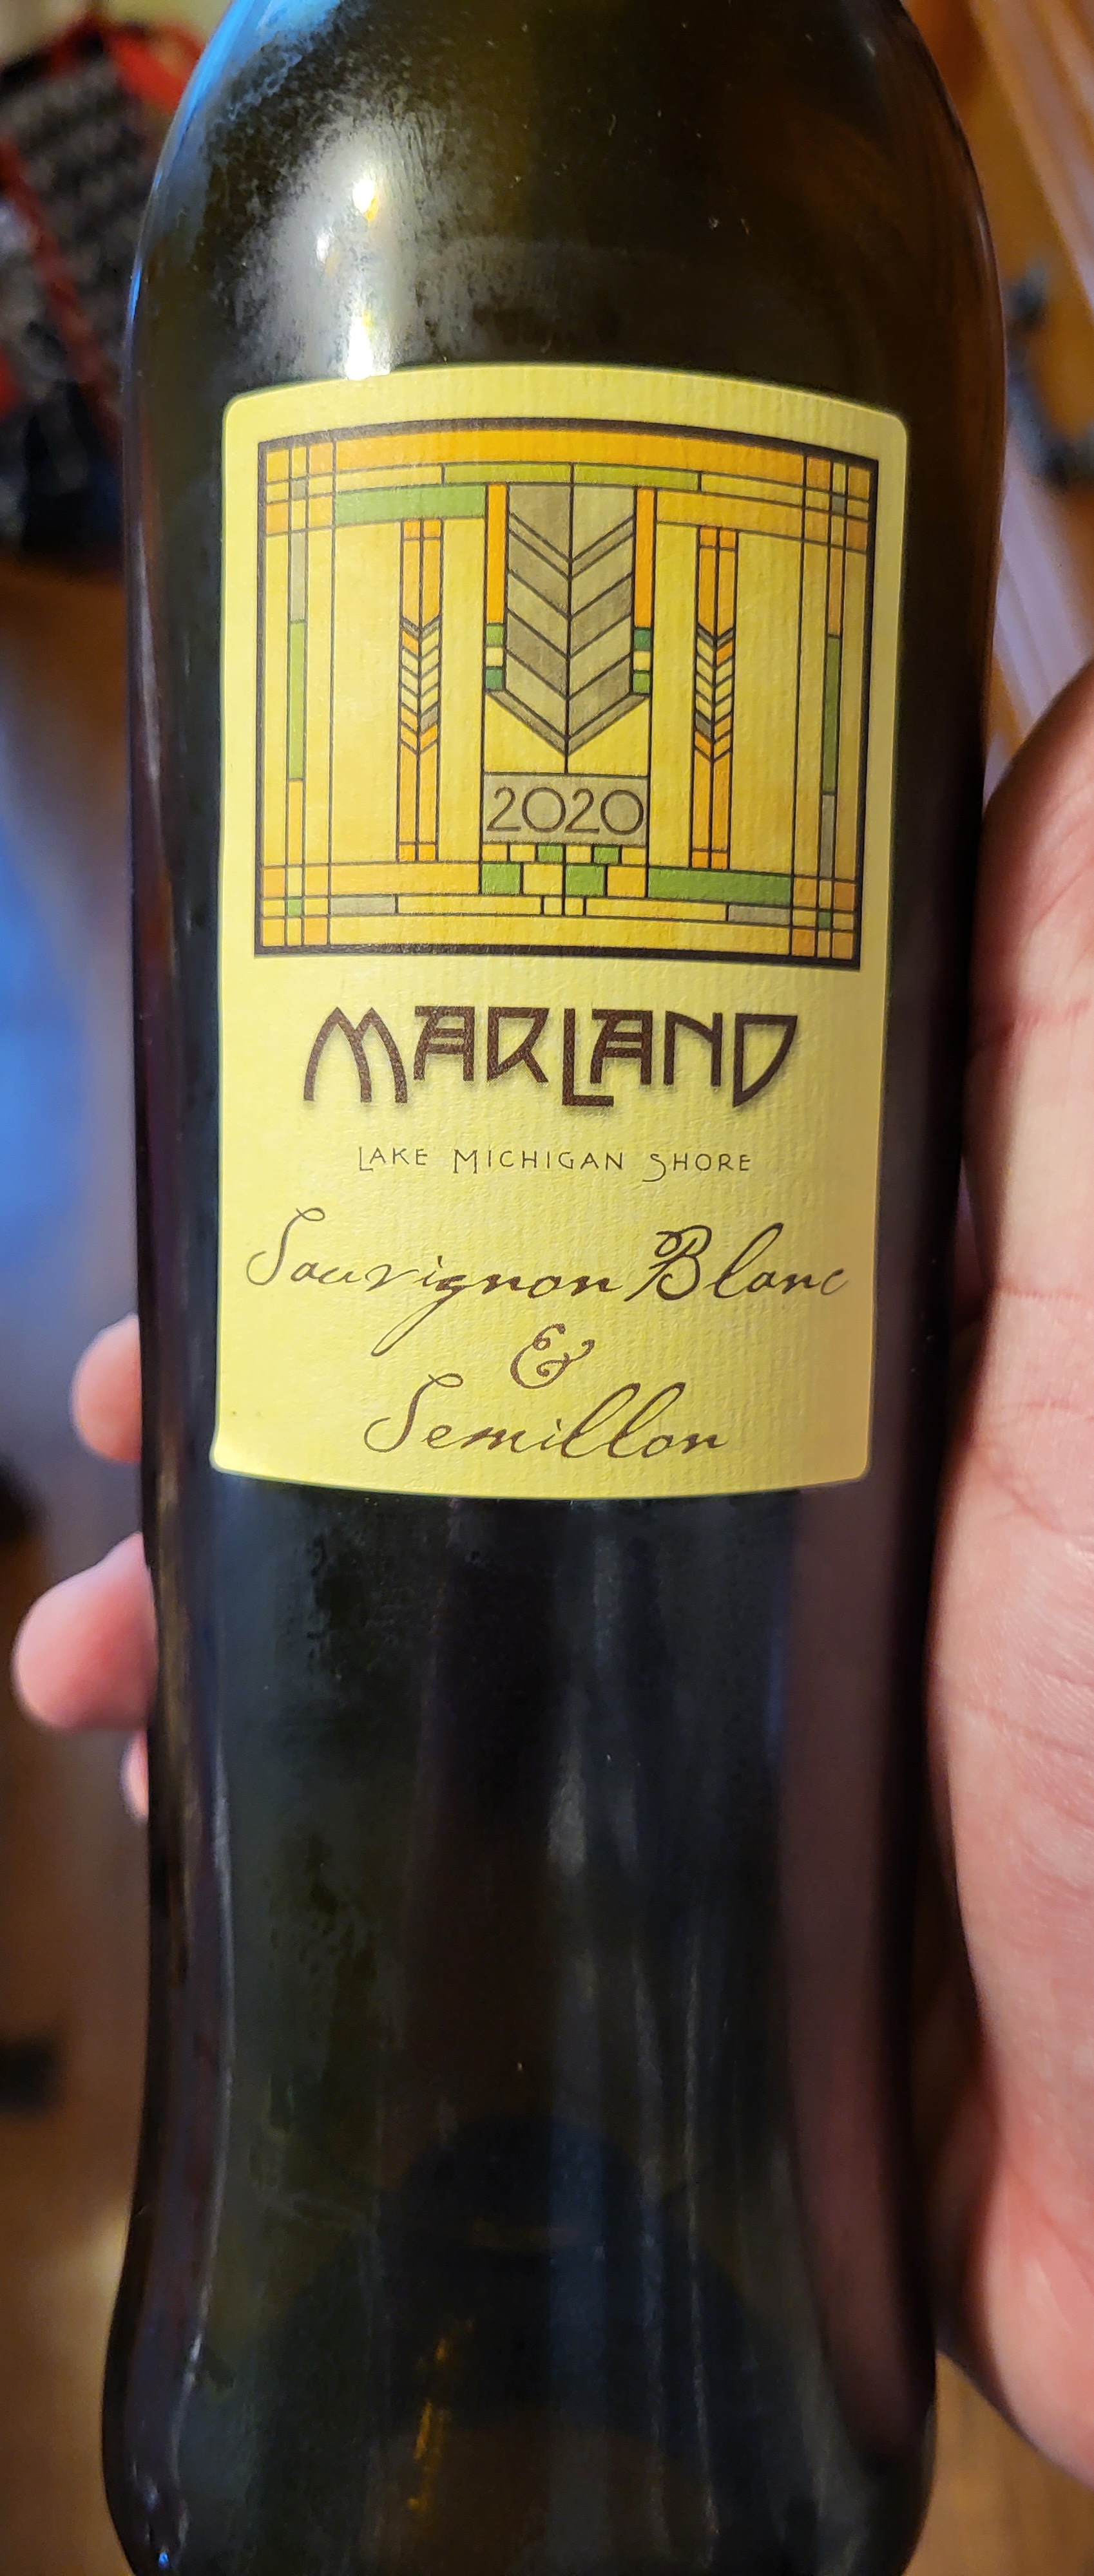 2020
MARLAND
LAKE MICHIGAN SHORE
Sauvignon Blanc
&
Semillon